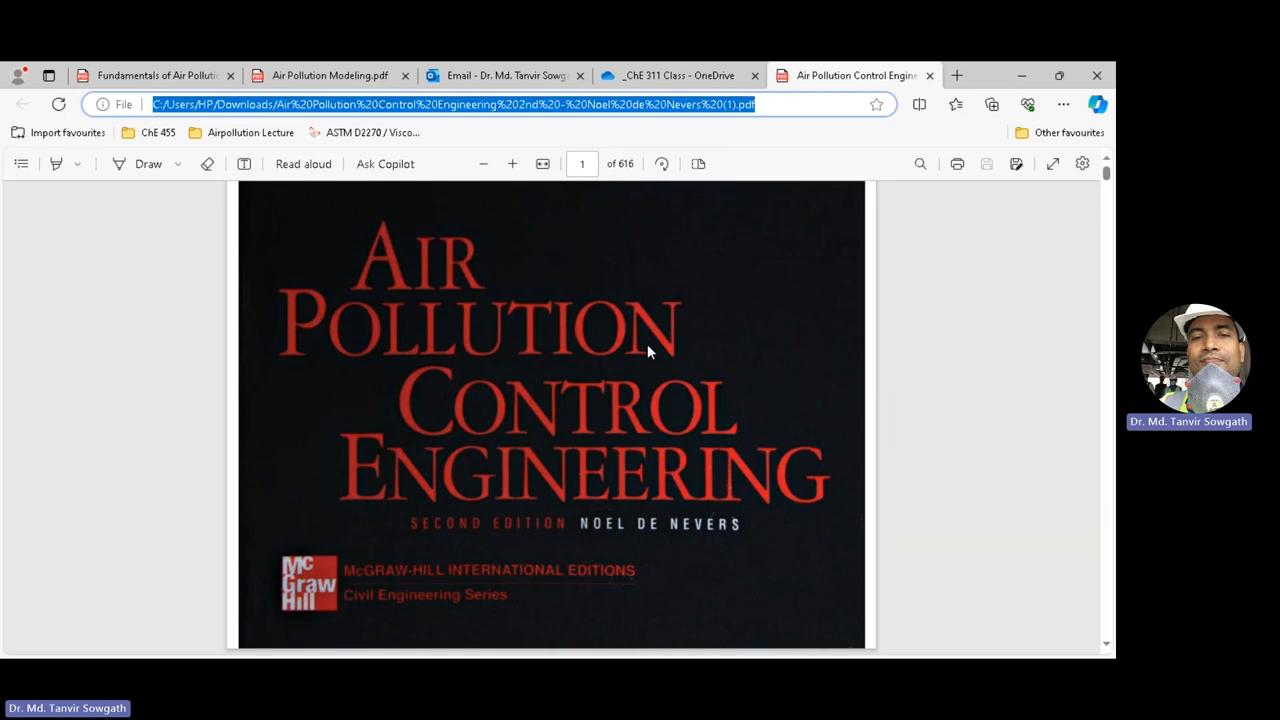 Fundamentals of Air Pollutic
Air Pollution Modeling.pdf
Email - Dr. Md. Tanvir Sowg
_ChE 311 Class - OneDrive
Air Pollution Control Engine
File
C:/Users/HP/Downloads/Air%20Pollution%20Control%20Engineering%202nd%20-%20Noel%20de%20Nevers%20(1).pdf
Import favourites
ChE 455
Airpollution Lecture
ASTM D2270 / Visco...
Other favourites
Draw
Read aloud
Ask Copilot
1
of 616
AIR
POLLUTION
CONTROL
ENGINEERING
SECOND EDITION NOEL DE NEVERS
Mc
Graw
Hill
McGRAW-HILL INTERNATIONAL EDITIONS
Civil Engineering Series
Dr. Md. Tanvir Sowgath
Dr. Md. Tanvir Sowgath